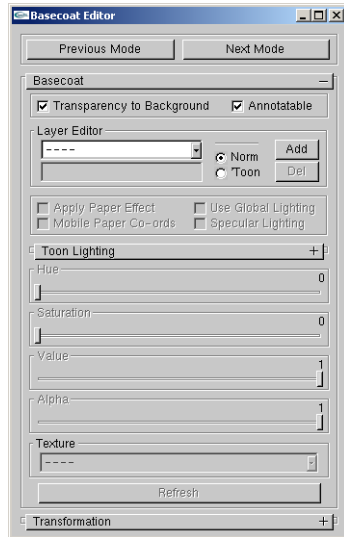 Basecoat Editor
Previous Mode Next Mode
Basecoat
Transparency to Background Annotatable
Layer Editor
----
Norm Add
'Toon Del
Apply Paper Effect Use Global Lighting
Mobile Paper Co-ords Specular Lighting
Toon Lighting +
Hue
0
Saturation
0
Value
1
Alpha
1
Texture
----
Refresh
Transformation +